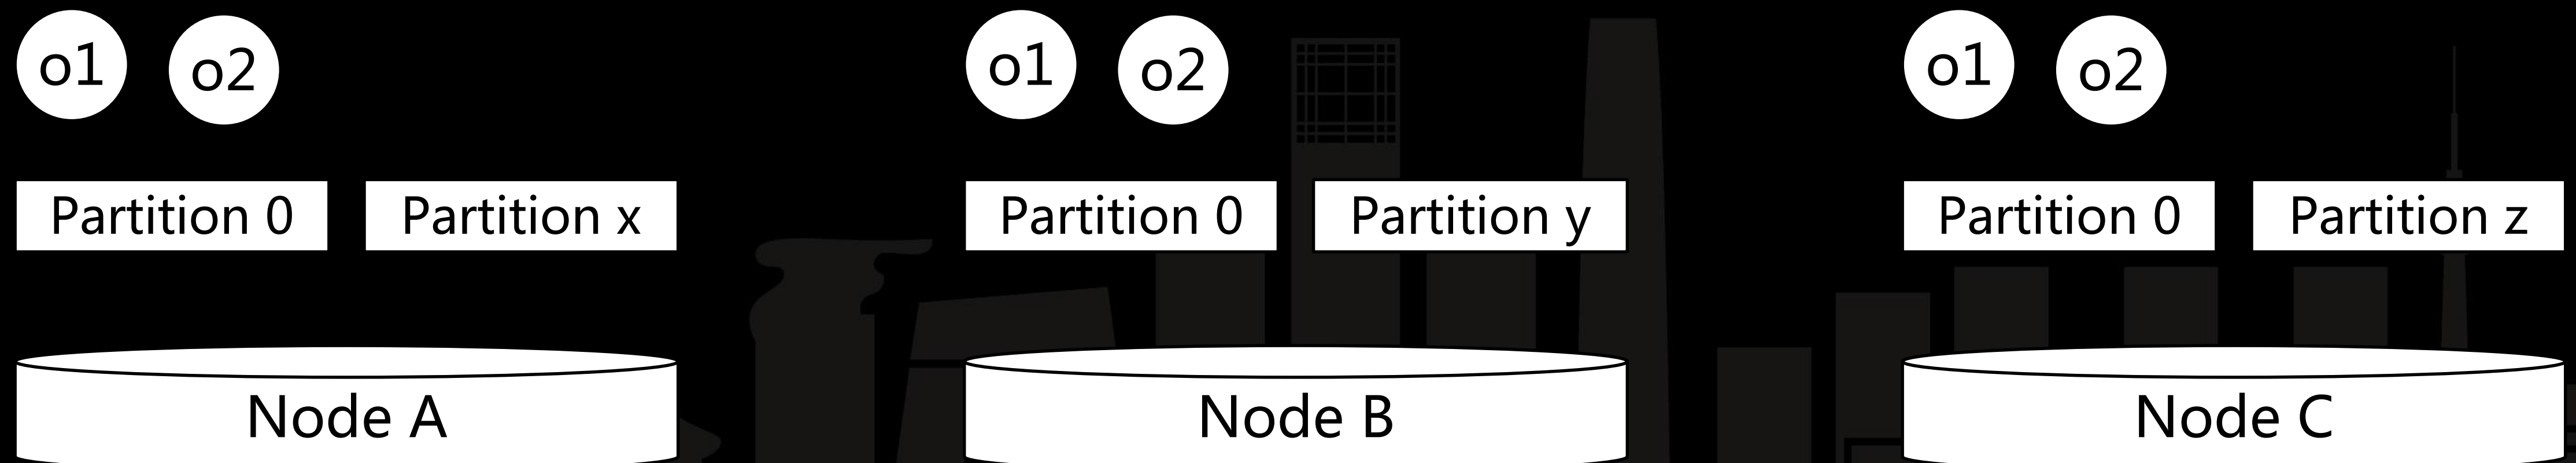 o1 o2 o1 o2 o1 o2
Partition 0 Partition x Partition 0 Partition y Partition 0 Partition z
Node A Node B Node C